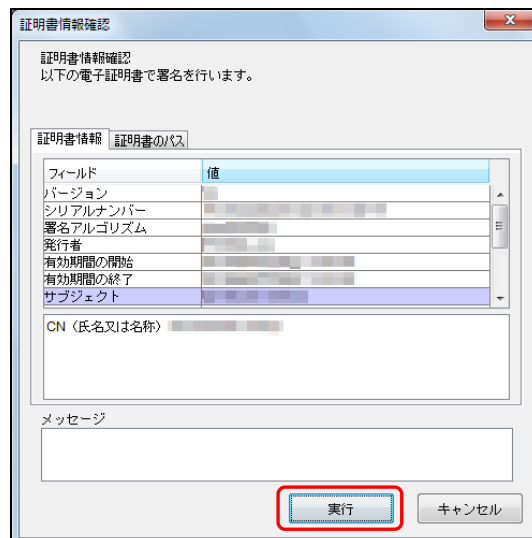 証明書情報確認
証明書情報確認
以下の電子証明書で署名を行います。
証明書情報 証明書のパス
フィールド 値
バージョン
シリアルナンバー
署名アルゴリズム
発行者
有効期間の開始
有効期間の終了
サブジェクト
CN（氏名又は名称）
メッセージ
実行 キャンセル